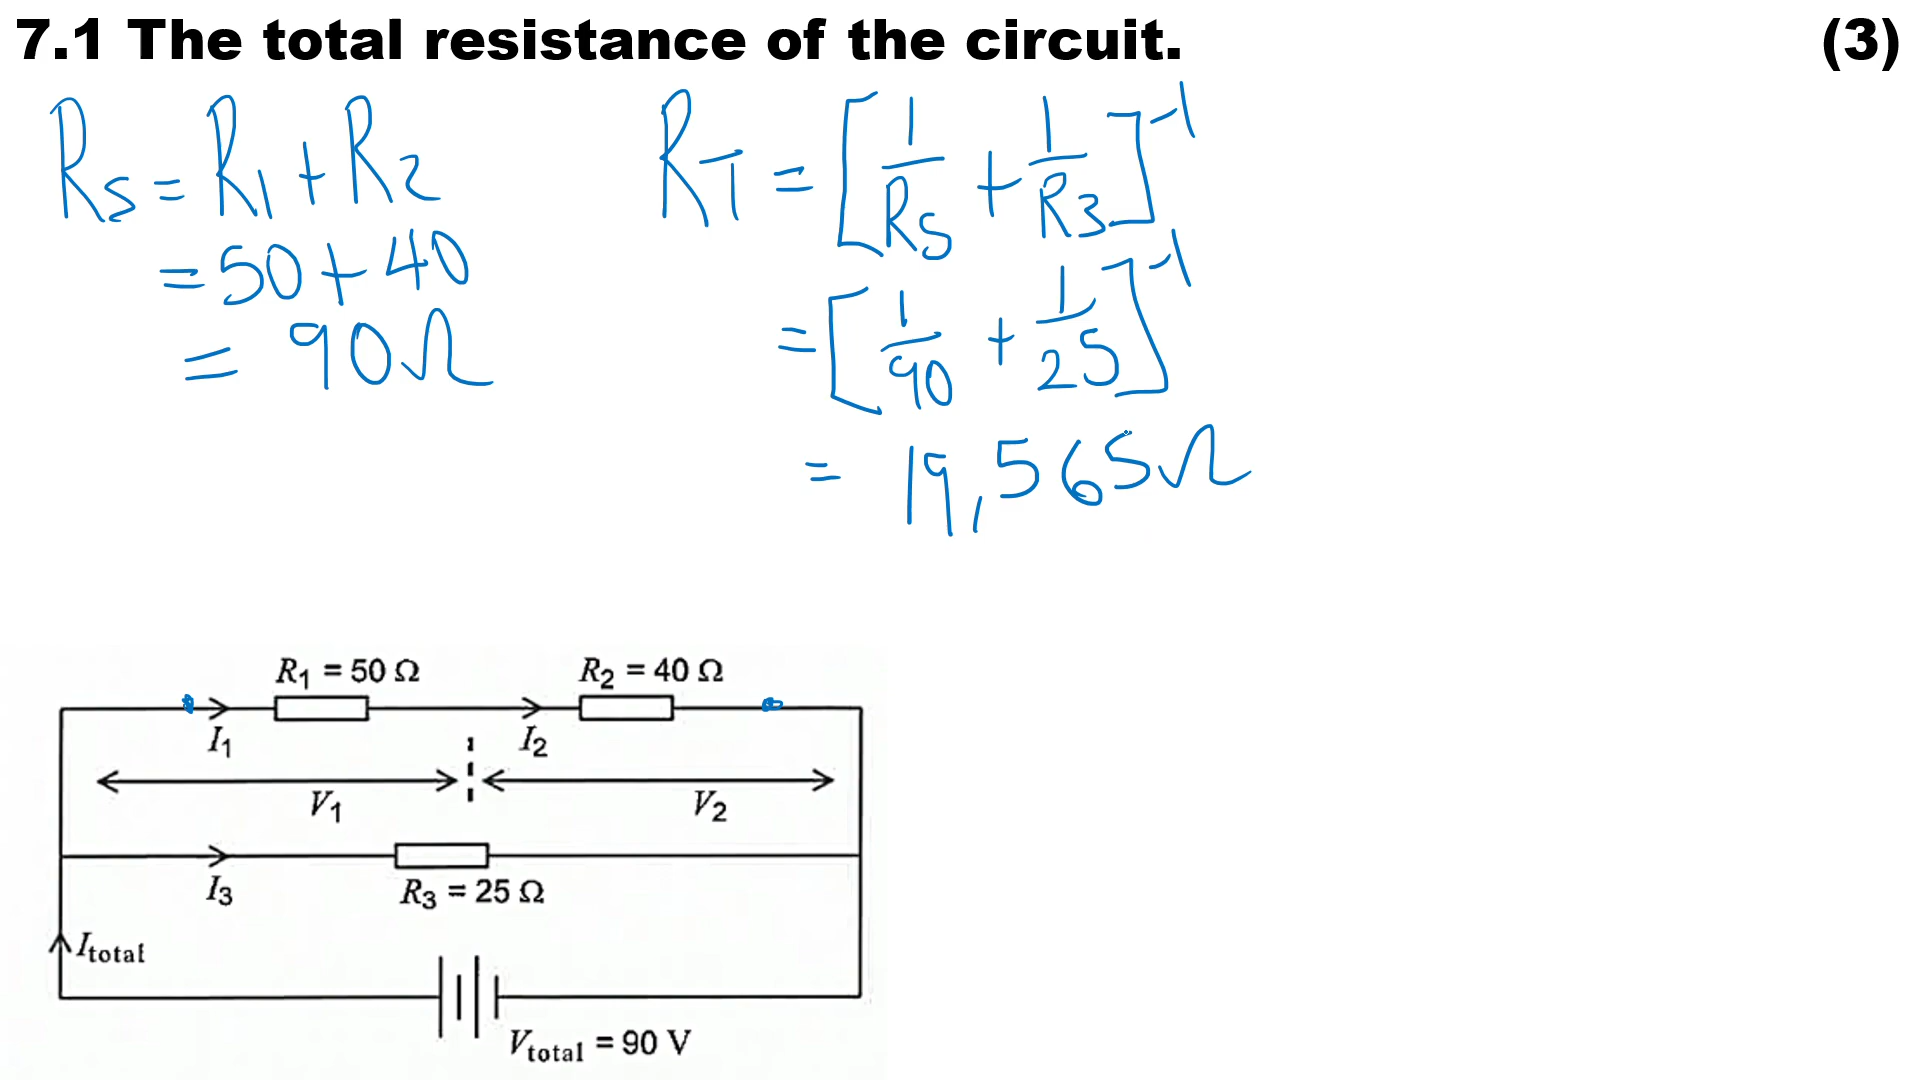 7.1 The total resistance of the circuit. (3)
Rs = R1 + R2
= 50 + 40
= 90Ω
RT = [1/Rs + 1/R3]^-1
= [1/90 + 1/25]^-1
= 19,565Ω
R1 = 50 Ω R2 = 40 Ω
I1 I2
V1 V2
I3 R3 = 25 Ω
Itotal
Vtotal = 90 V